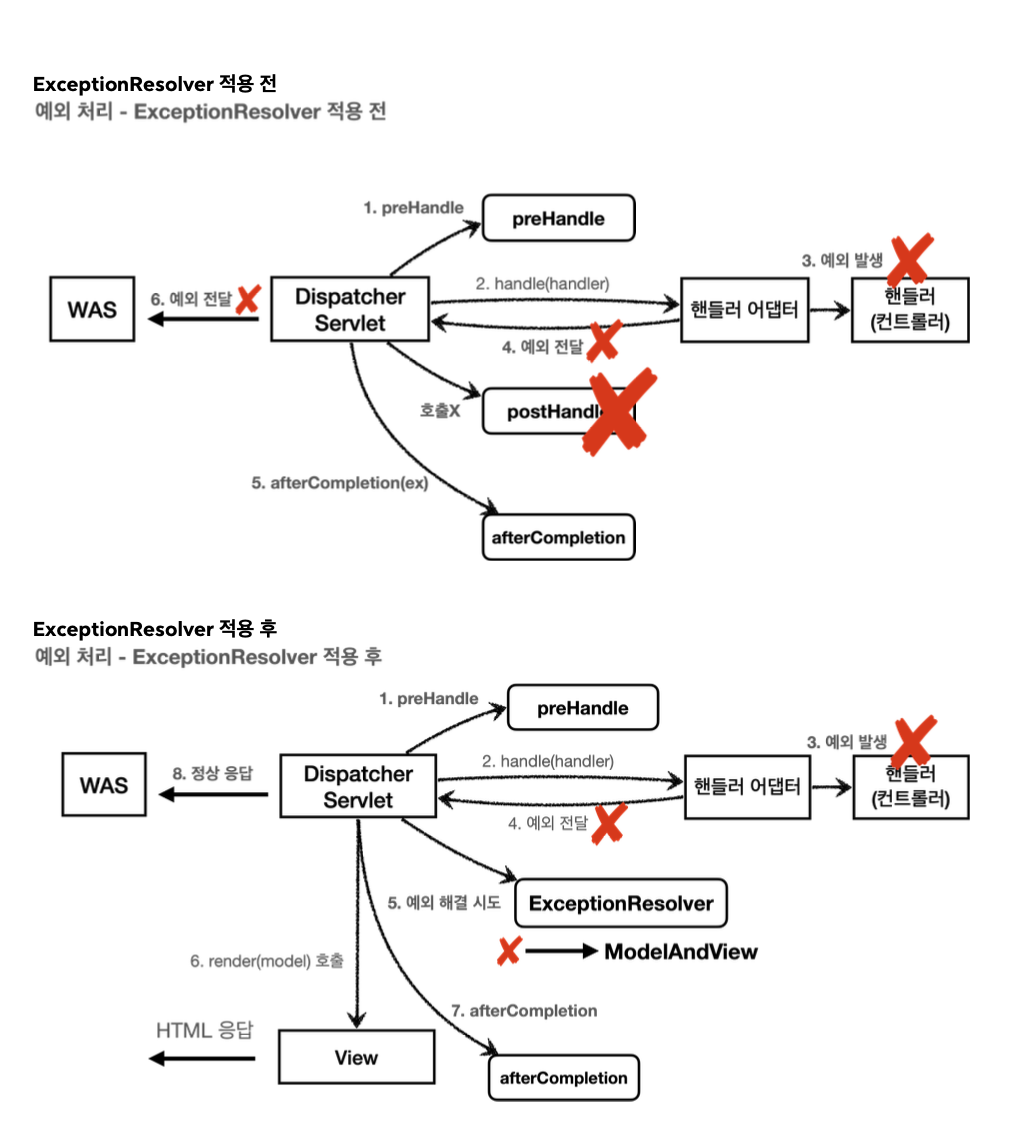 ExceptionResolver 적용 전
예외 처리 - ExceptionResolver 적용 전
1. preHandle
preHandle
3. 예외 발생
WAS
6. 예외 전달
Dispatcher
Servlet
2. handle(handler)
핸들러 어댑터
핸들러
(컨트롤러)
4. 예외 전달
호출X
postHandl
5. afterCompletion(ex)
afterCompletion
ExceptionResolver 적용 후
예외 처리 - ExceptionResolver 적용 후
1. preHandle
preHandle
3. 예외 발생
WAS
8. 정상 응답
Dispatcher
Servlet
2. handle(handler)
핸들러 어댑터
핸들러
(컨트롤러)
4. 예외 전달
5. 예외 해결 시도
ExceptionResolver
ModelAndView
6. render(model) 호출
7. afterCompletion
HTML 응답
View
afterCompletion